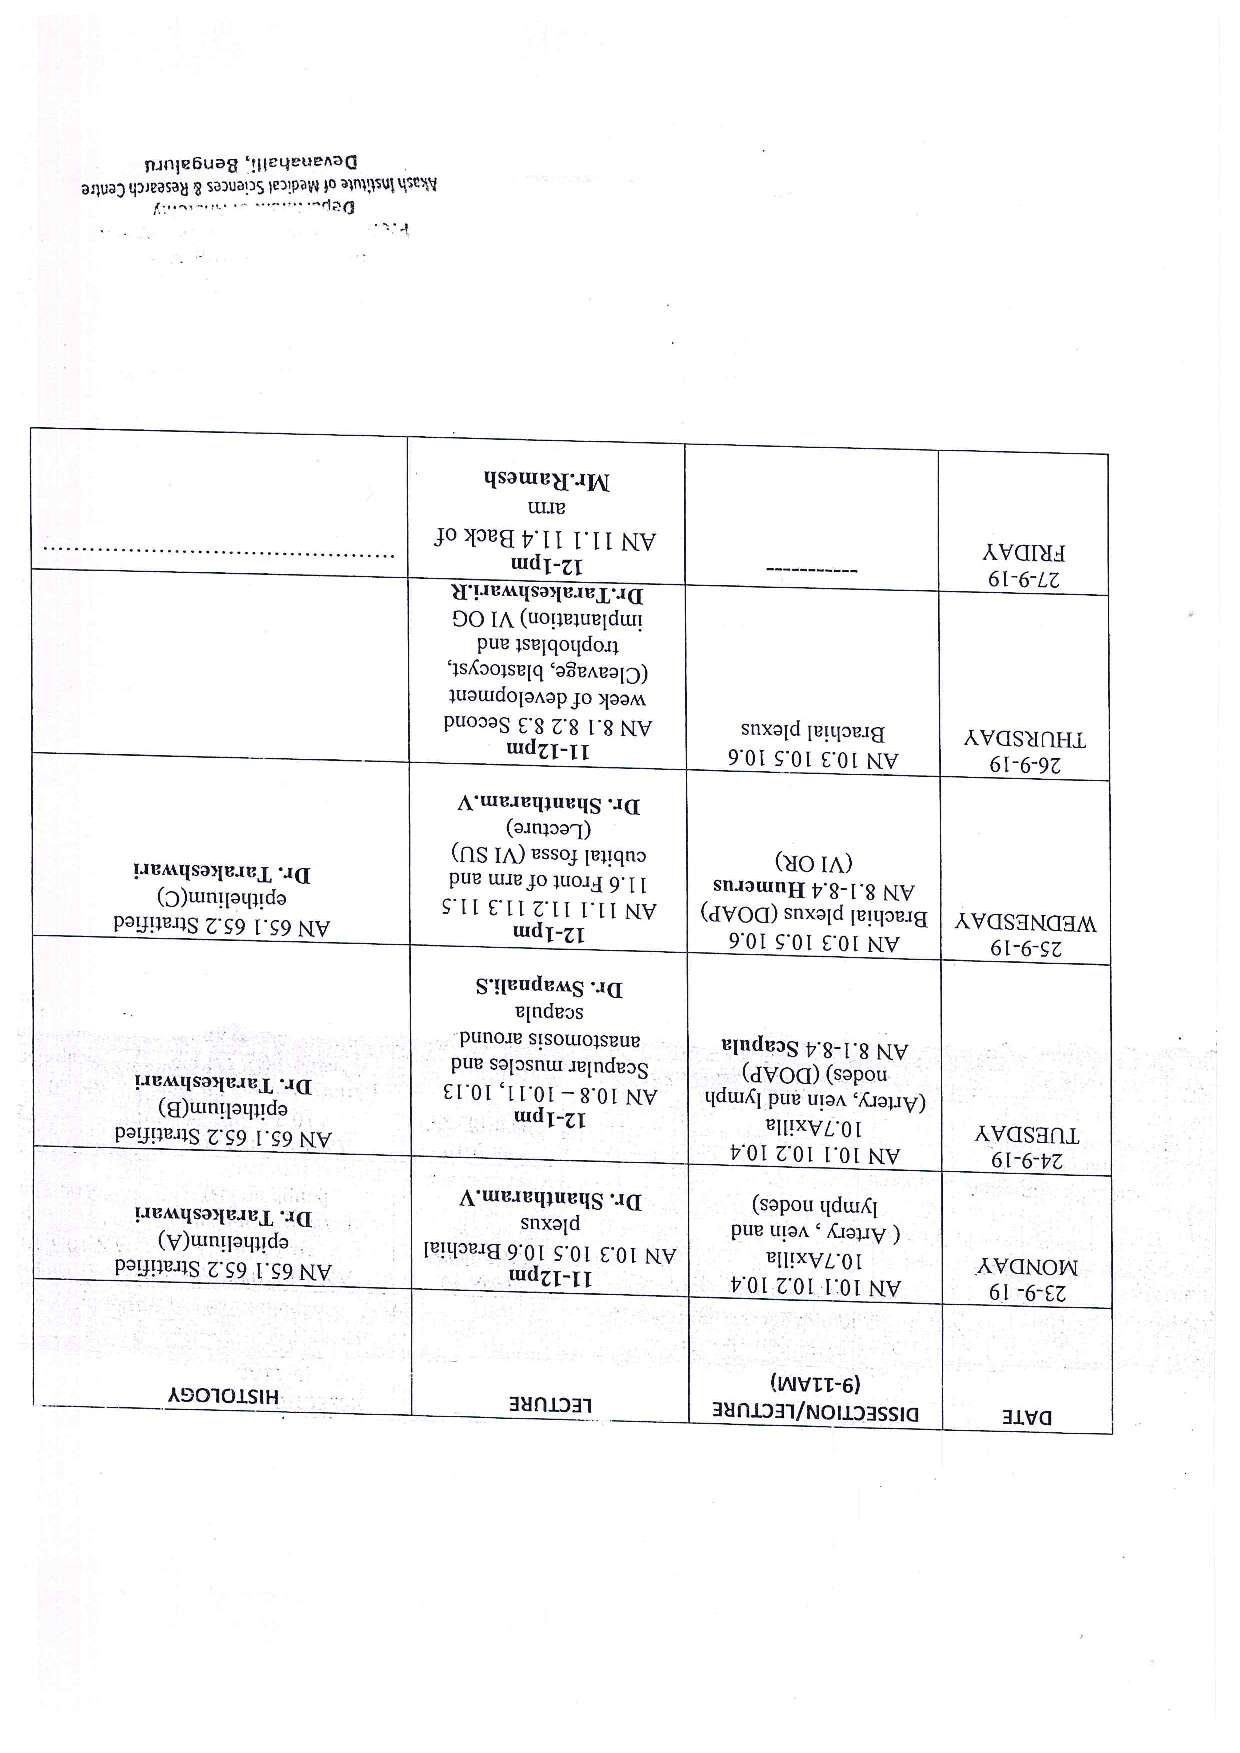 DATE
DISSECTION/LECTURE
(9-11AM)
LECTURE
HISTOLOGY
23-9- 19
MONDAY
AN 10.1 10.2 10.4
10.7Axilla
( Artery , vein and
lymph nodes)
11-12pm
AN 10.3 10.5 10.6 Brachial
plexus
Dr. Shantharam.V
AN 65.1 65.2 Stratified
epithelium(A)
Dr. Tarakeshwari
24-9-19
TUESDAY
AN 10.1 10.2 10.4
10.7Axilla
(Artery, vein and lymph
nodes) (DOAP)
AN 8.1-8.4 Scapula
12-1pm
AN 10.8 – 10.11, 10.13
Scapular muscles and
anastomosis around
scapula
Dr. Swapnali.S
AN 65.1 65.2 Stratified
epithelium(B)
Dr. Tarakeshwari
25-9-19
WEDNESDAY
AN 10.3 10.5 10.6
Brachial plexus (DOAP)
AN 8.1-8.4 Humerus
(VI OR)
12-1pm
AN 11.1 11.2 11.3 11.5
11.6 Front of arm and
cubital fossa (VI SU)
(Lecture)
Dr. Shantharam.V
AN 65.1 65.2 Stratified
epithelium(C)
Dr. Tarakeshwari
26-9-19
THURSDAY
AN 10.3 10.5 10.6
Brachial plexus
11-12pm
AN 8.1 8.2 8.3 Second
week of development
(Cleavage, blastocyst,
trophoblast and
implantation) VI OG
Dr.Tarakeshwari.R
27-9-19
FRIDAY
-----------
12-1pm
AN 11.1 11.4 Back of
arm
Mr.Ramesh
..............................................
Akash Institute of Medical Sciences & Research Centre
Devanahalli, Bengaluru